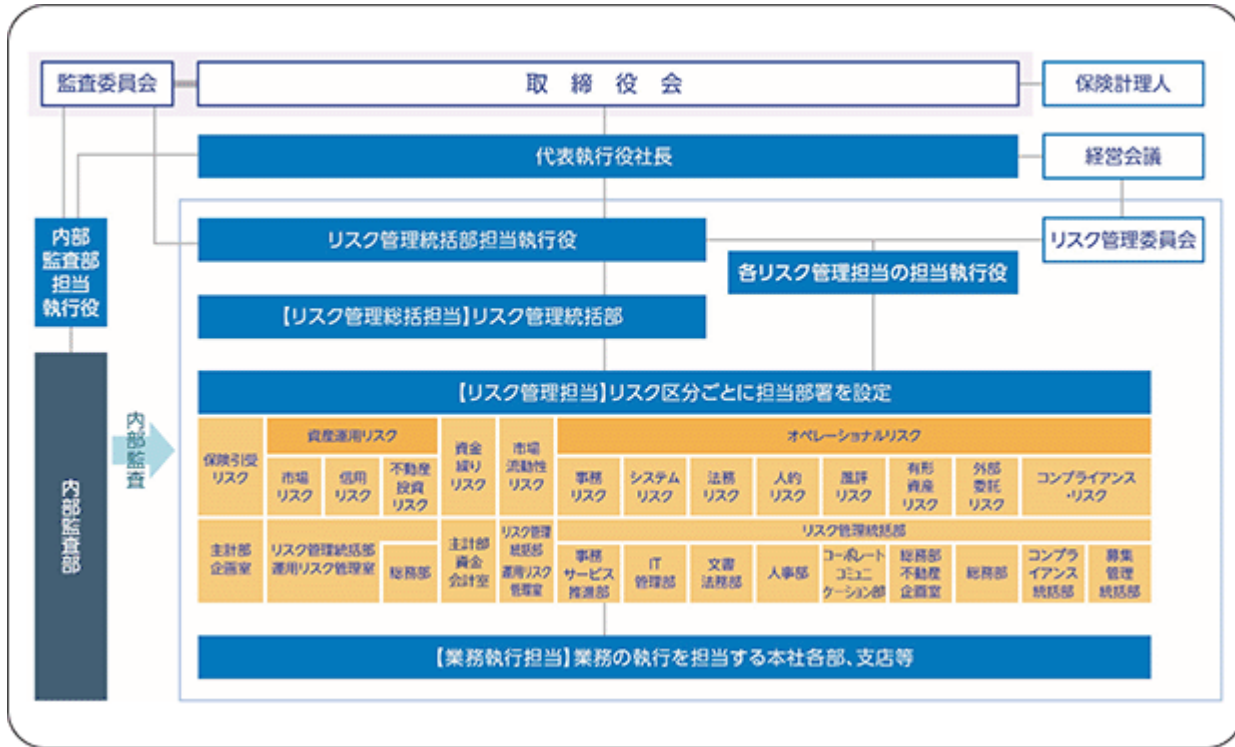 監査委員会
取締役会
保険計理人
代表執行役社長
経営会議
内部
監査部
担当
執行役
リスク管理統括部担当執行役
リスク管理委員会
各リスク管理担当の担当執行役
【リスク管理総括担当】リスク管理統括部
内部監査部
内部監査
【リスク管理担当】リスク区分ごとに担当部署を設定
保険引受
リスク
資産運用リスク
市場
リスク
信用
リスク
不動産
投資
リスク
資金
繰り
リスク
市場
流動性
リスク
オペレーショナルリスク
事務
リスク
システム
リスク
法務
リスク
人的
リスク
風評
リスク
有形
資産
リスク
外部
委託
リスク
コンプライアンス
・リスク
主計部
企画室
リスク管理統括部
運用リスク管理室
総務部
主計部
資金
会計室
リスク管理
統括部
運用リスク
管理室
リスク管理統括部
事務
サービス
推進部
IT
管理部
文書
法務部
人事部
コーポレート
コミュニ
ケーション部
総務部
不動産
企画室
総務部
コンプラ
イアンス
統括部
募集
管理
統括部
【業務執行担当】業務の執行を担当する本社各部、支店等